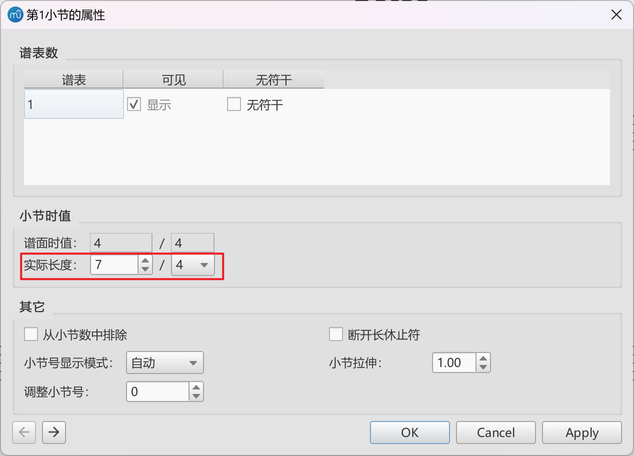 第1小节的属性
谱表数
谱表 可见 无符干
1 显示 无符干
小节时值
谱面时值： 4 / 4
实际长度： 7 / 4
其它
从小节数中排除 断开长休止符
小节号显示模式： 自动 小节拉伸： 1.00
调整小节号： 0
OK Cancel Apply